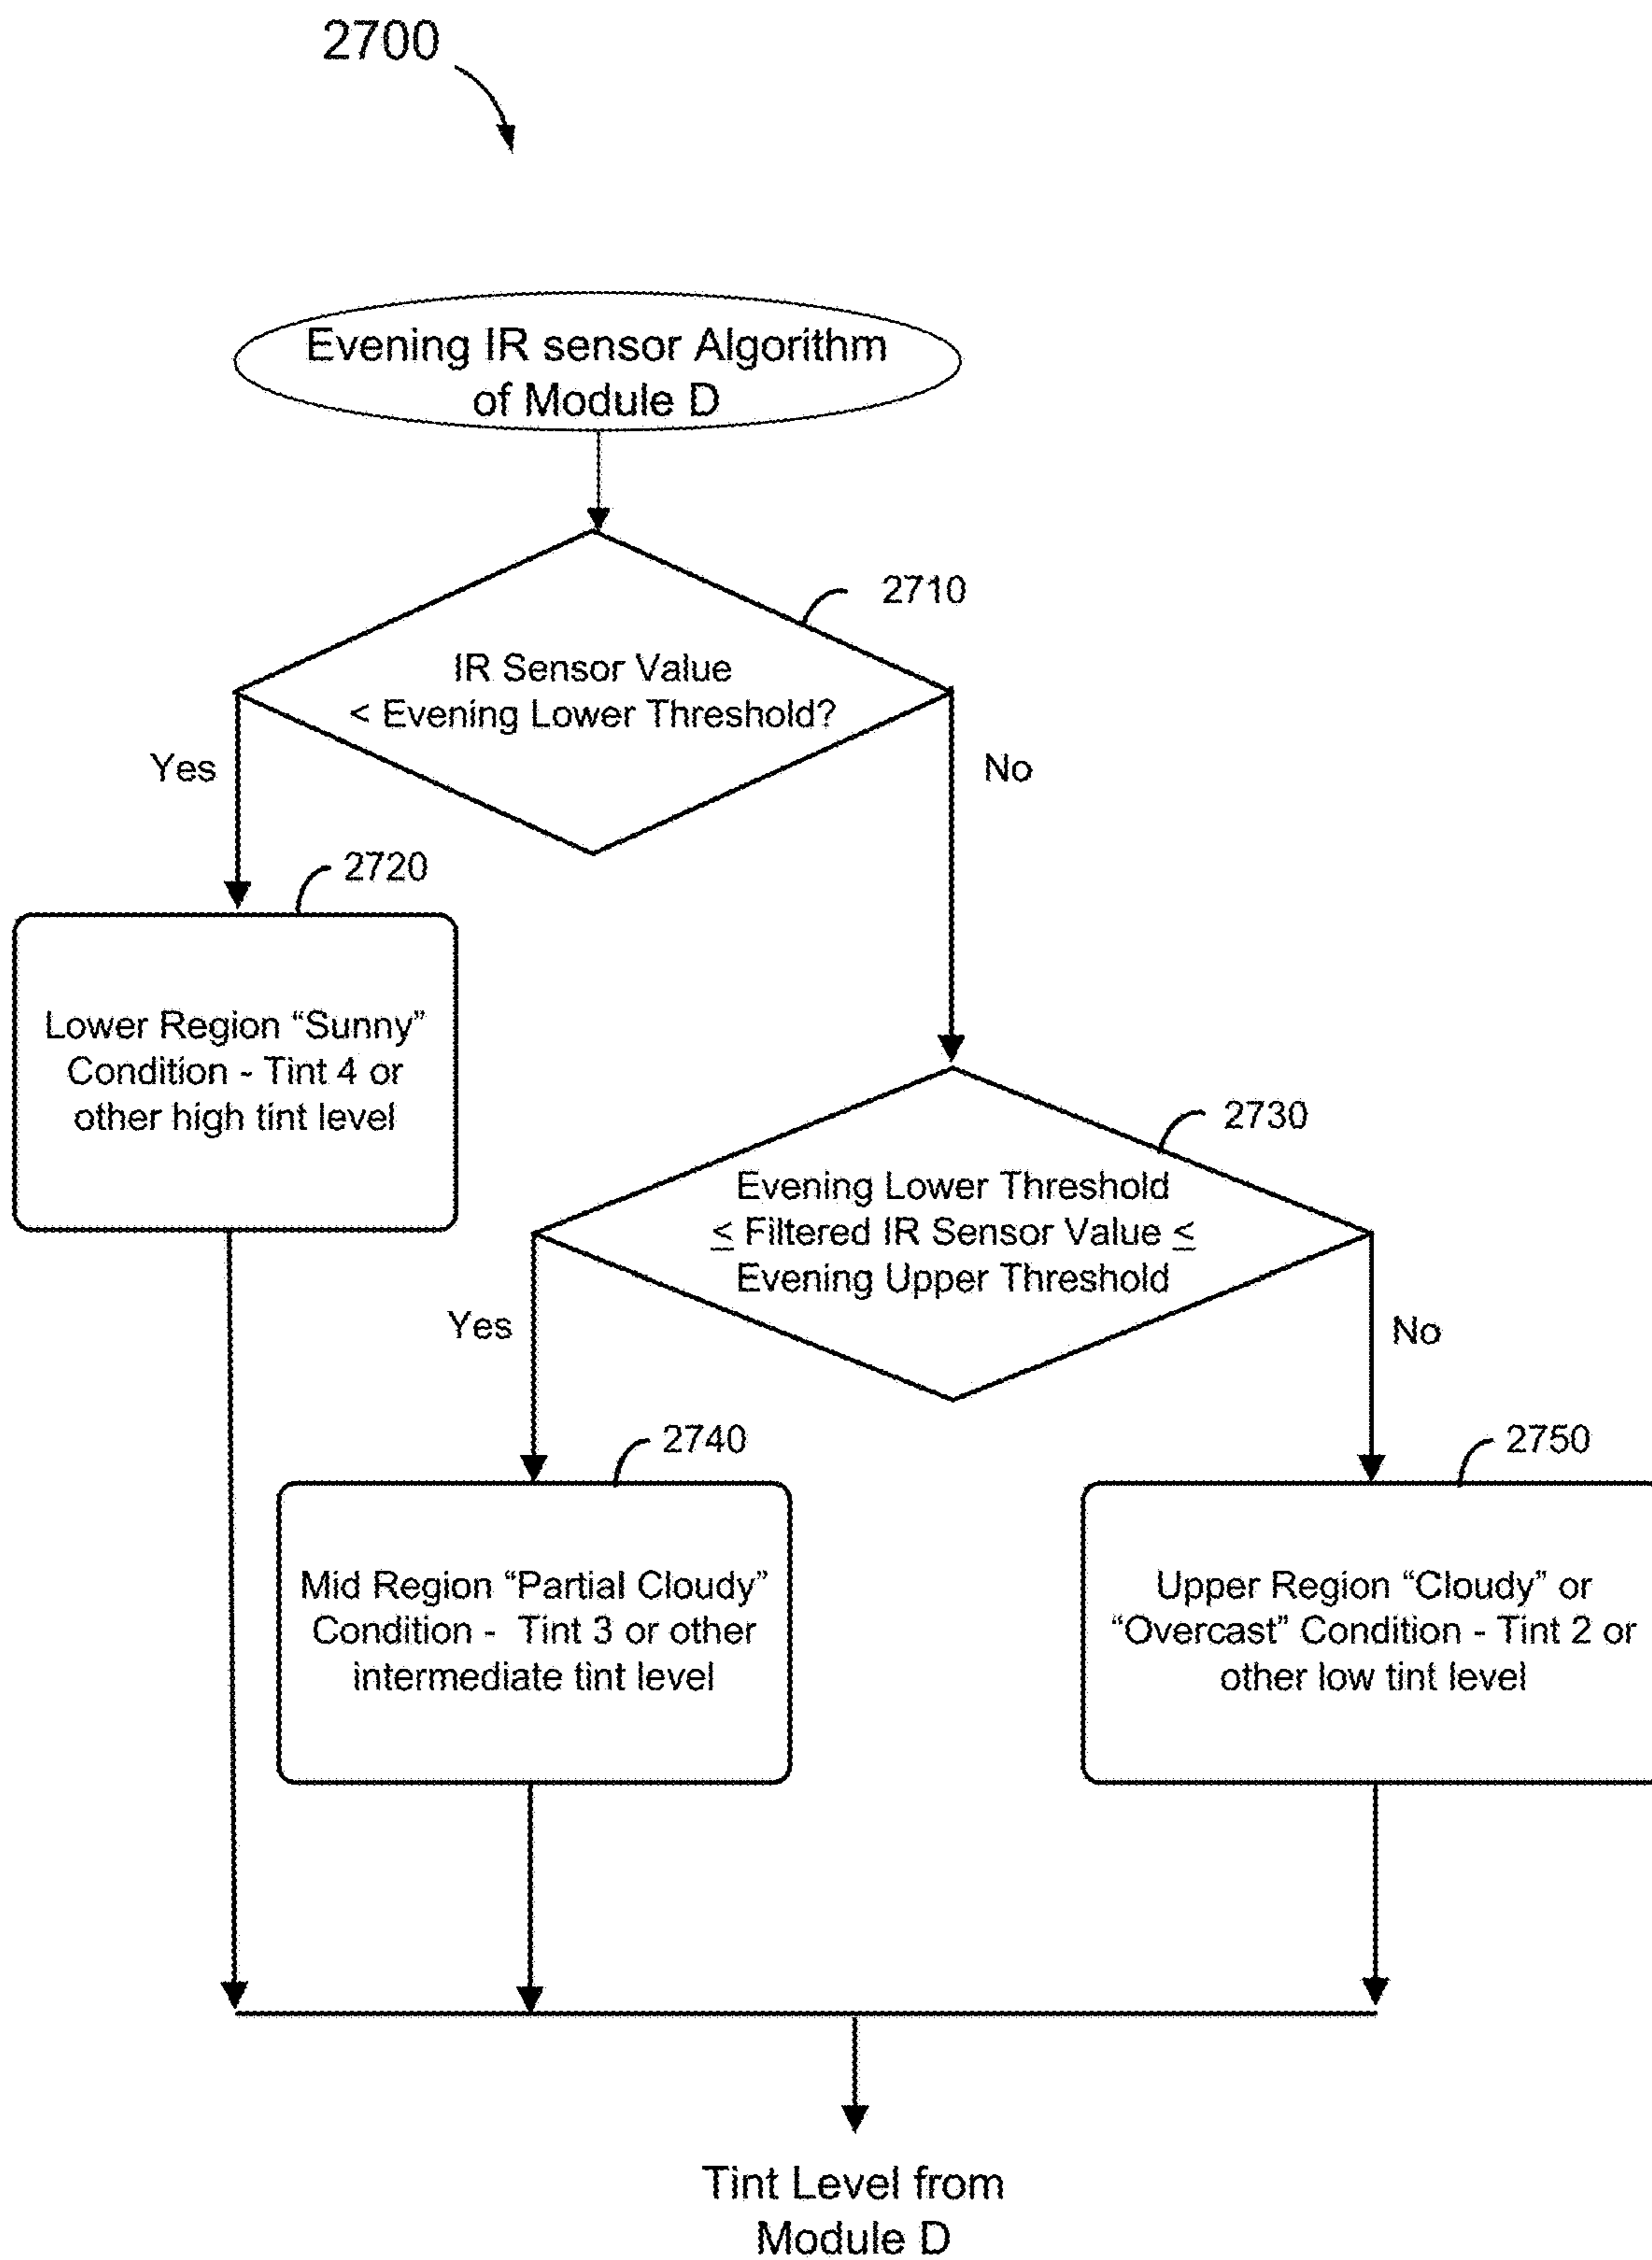 2700
Evening IR sensor Algorithm
of Module D
2710
IR Sensor Value
< Evening Lower Threshold?
Yes
No
2720
Lower Region “Sunny”
Condition - Tint 4 or
other high tint level
2730
Evening Lower Threshold
≤ Filtered IR Sensor Value ≤
Evening Upper Threshold
Yes
No
2740
Mid Region “Partial Cloudy”
Condition - Tint 3 or other
intermediate tint level
2750
Upper Region “Cloudy” or
“Overcast” Condition - Tint 2 or
other low tint level
Tint Level from
Module D